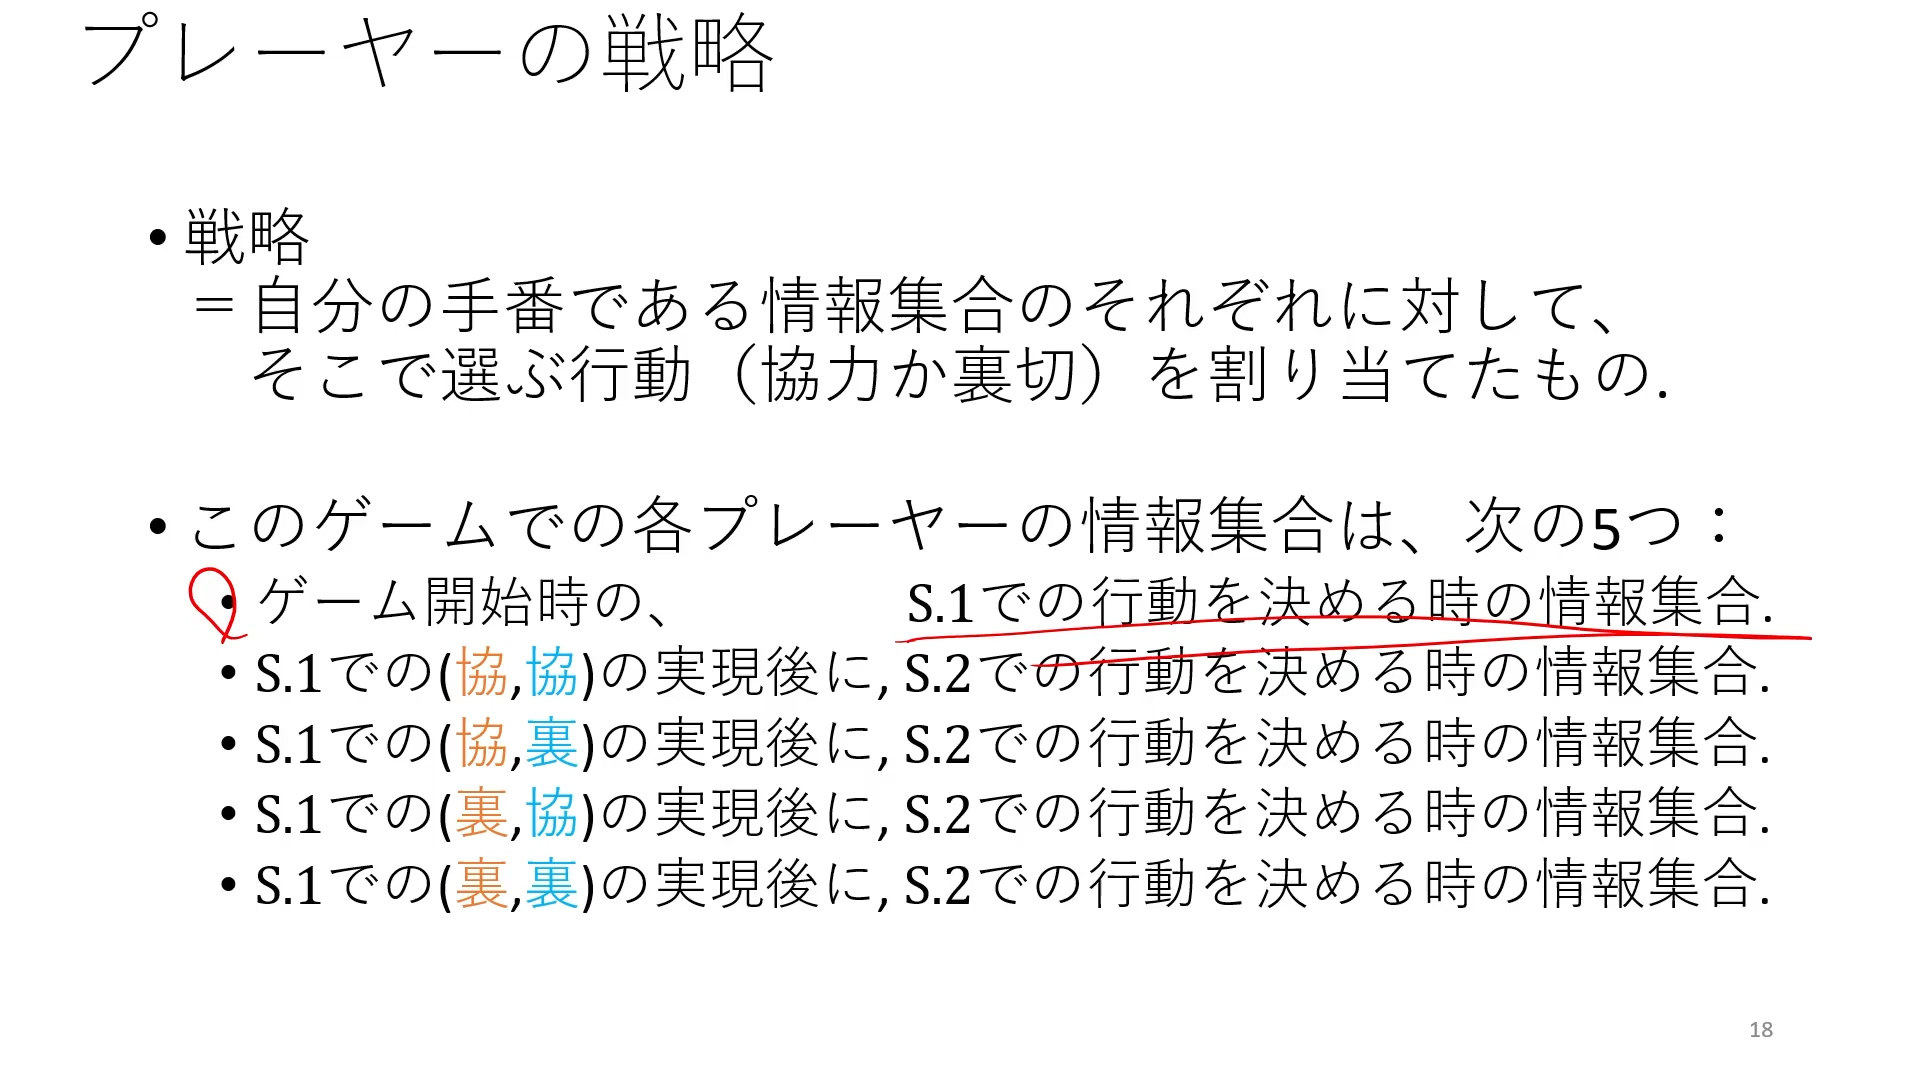 プレーヤーの戦略
• 戦略
＝自分の手番である情報集合のそれぞれに対して、
そこで選ぶ行動（協力か裏切）を割り当てたもの.
• このゲームでの各プレーヤーの情報集合は、次の5つ：
• ゲーム開始時の、 S.1での行動を決める時の情報集合.
• S.1での(協,協)の実現後に, S.2での行動を決める時の情報集合.
• S.1での(協,裏)の実現後に, S.2での行動を決める時の情報集合.
• S.1での(裏,協)の実現後に, S.2での行動を決める時の情報集合.
• S.1での(裏,裏)の実現後に, S.2での行動を決める時の情報集合.
18